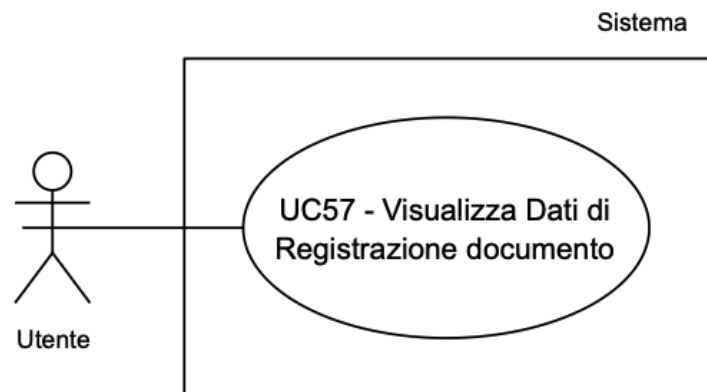 Sistema
UC57 - Visualizza Dati di
Registrazione documento
Utente